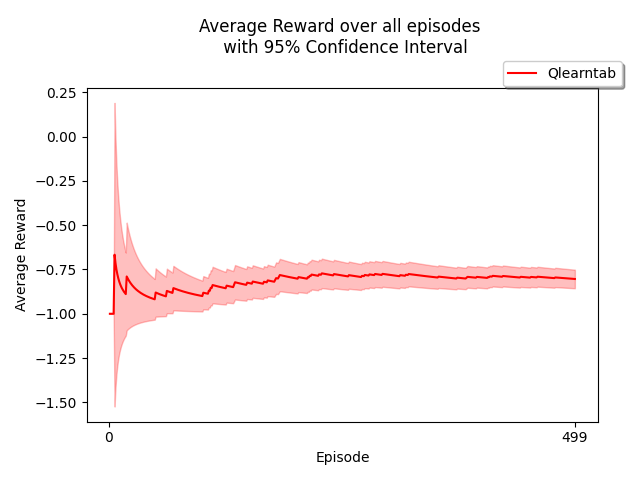 Average Reward over all episodes
with 95% Confidence Interval
Qlearntab
0.25
0.00
−0.25
−0.50
−0.75
−1.00
−1.25
−1.50
Average Reward
0
499
Episode